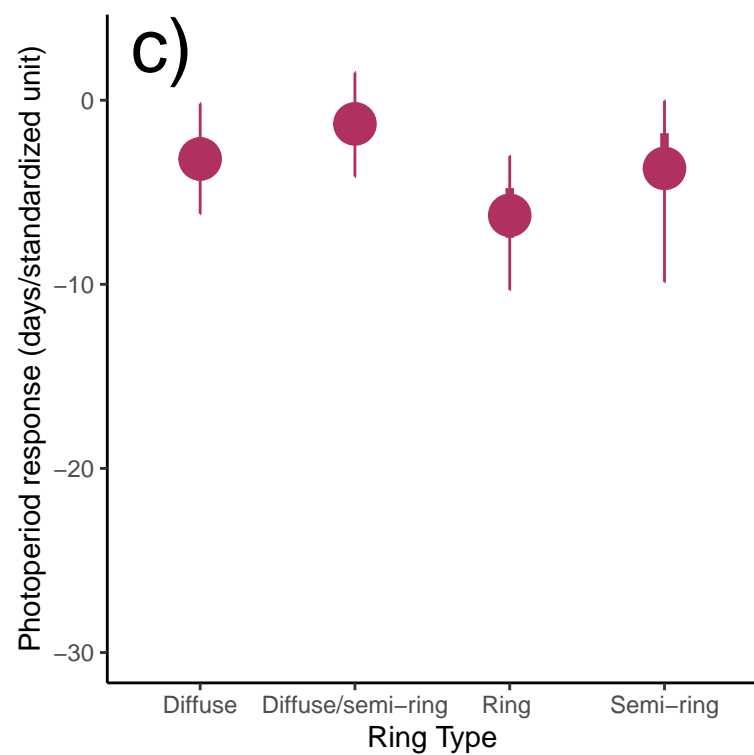 c)
Photoperiod response (days/standardized unit)
0
−10
−20
−30
Diffuse Diffuse/semi−ring Ring Semi−ring
Ring Type